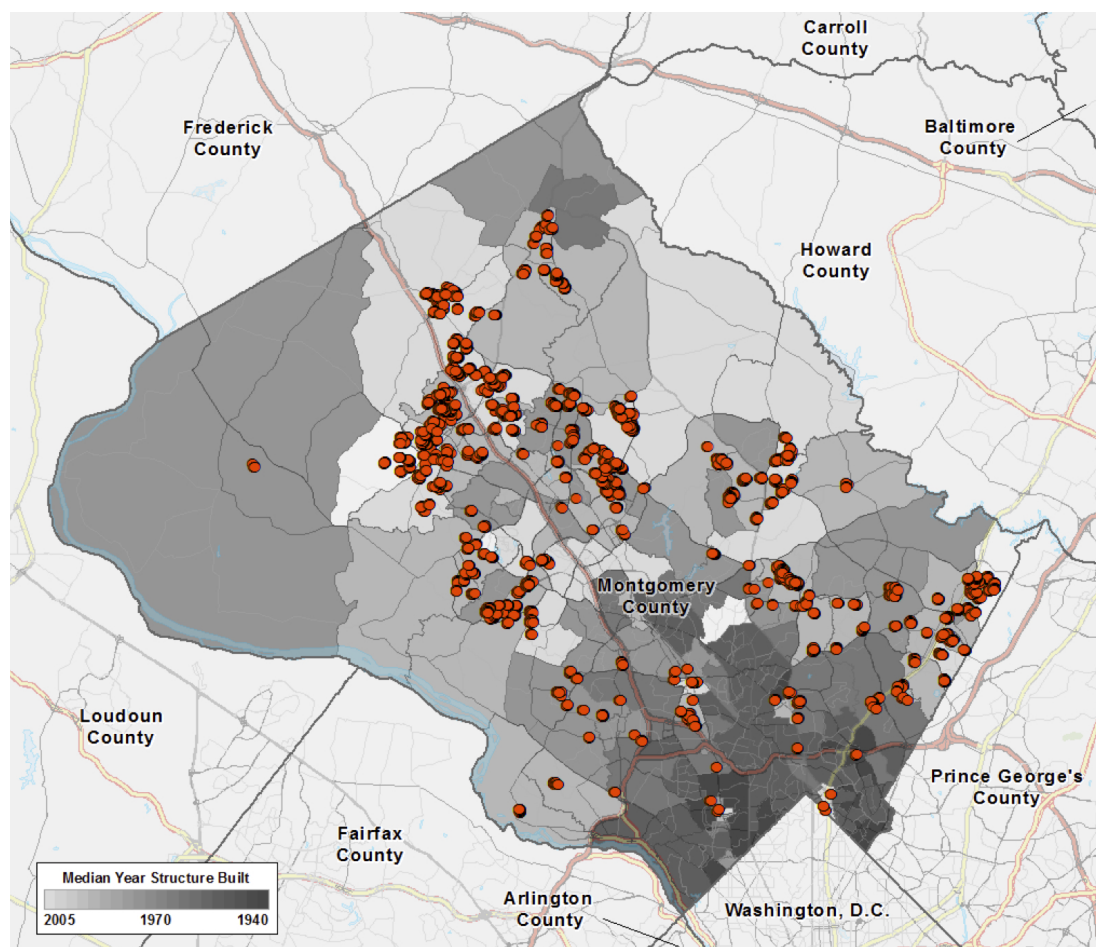 Carroll
County
Frederick
County
Baltimore
County
Howard
County
Montgomery
County
Loudoun
County
Prince George's
County
Fairfax
County
Arlington
County
Washington, D.C.
Median Year Structure Built
2005 1970 1940